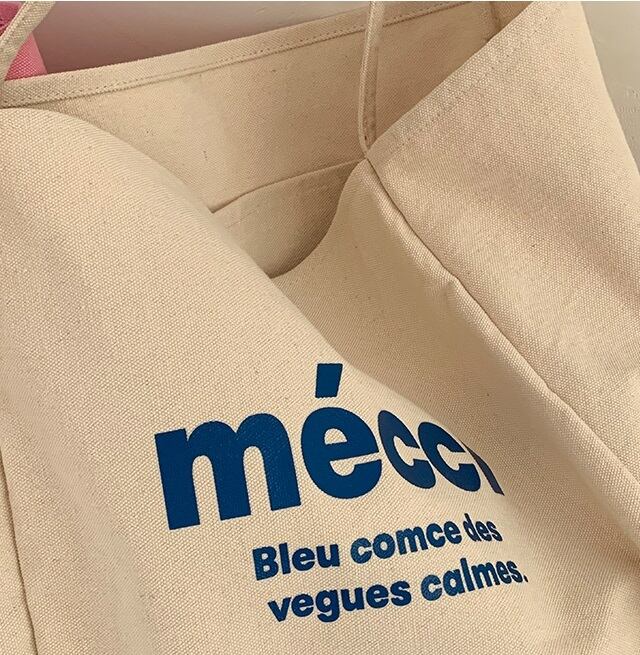 mécci
Bleu comce des
vegues calmes.